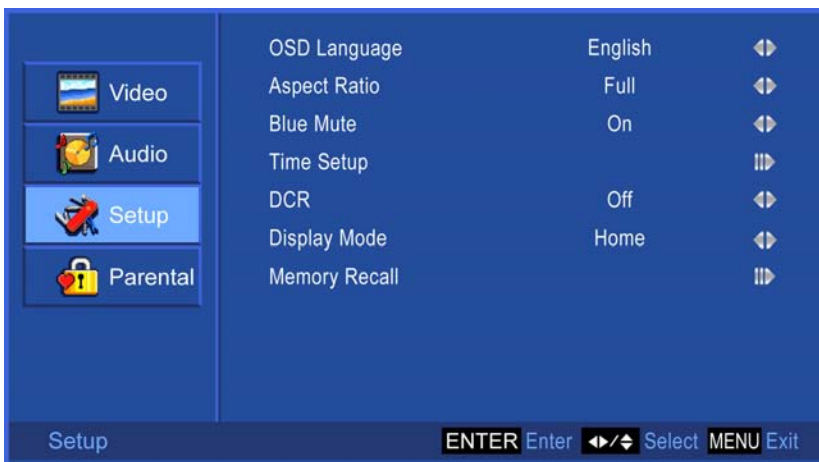 Video
Audio
Setup
Parental
OSD Language English
Aspect Ratio Full
Blue Mute On
Time Setup
DCR Off
Display Mode Home
Memory Recall
Setup ENTER Enter Select MENU Exit